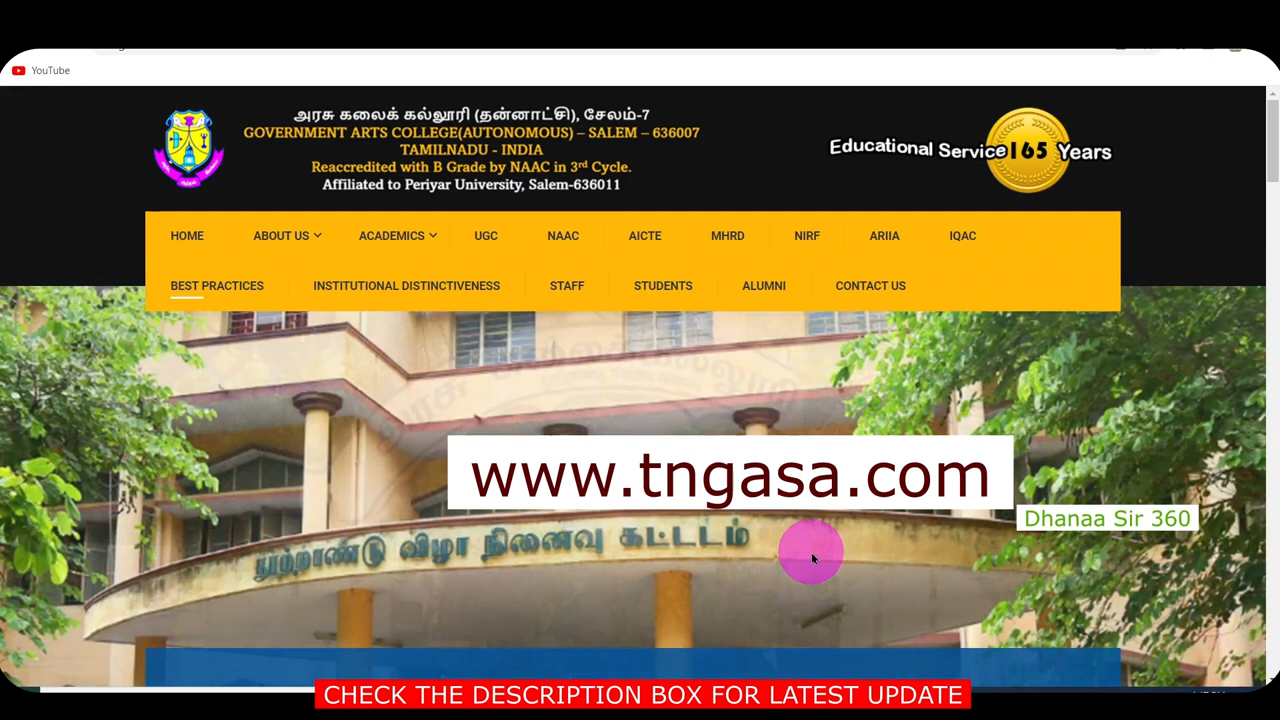 YouTube
அரசு கலைக் கல்லூரி (தன்னாட்சி), சேலம்-7
GOVERNMENT ARTS COLLEGE(AUTONOMOUS) – SALEM – 636007
TAMILNADU - INDIA
Reaccredited with B Grade by NAAC in 3rd Cycle.
Affiliated to Periyar University, Salem-636011
Educational Service 165 Years
HOME ABOUT US ACADEMICS UGC NAAC AICTE MHRD NIRF ARIIA IQAC
BEST PRACTICES INSTITUTIONAL DISTINCTIVENESS STAFF STUDENTS ALUMNI CONTACT US
www.tngasa.com
Dhanaa Sir 360
நூற்றாண்டு விழா நினைவு கட்டடம்
CHECK THE DESCRIPTION BOX FOR LATEST UPDATE